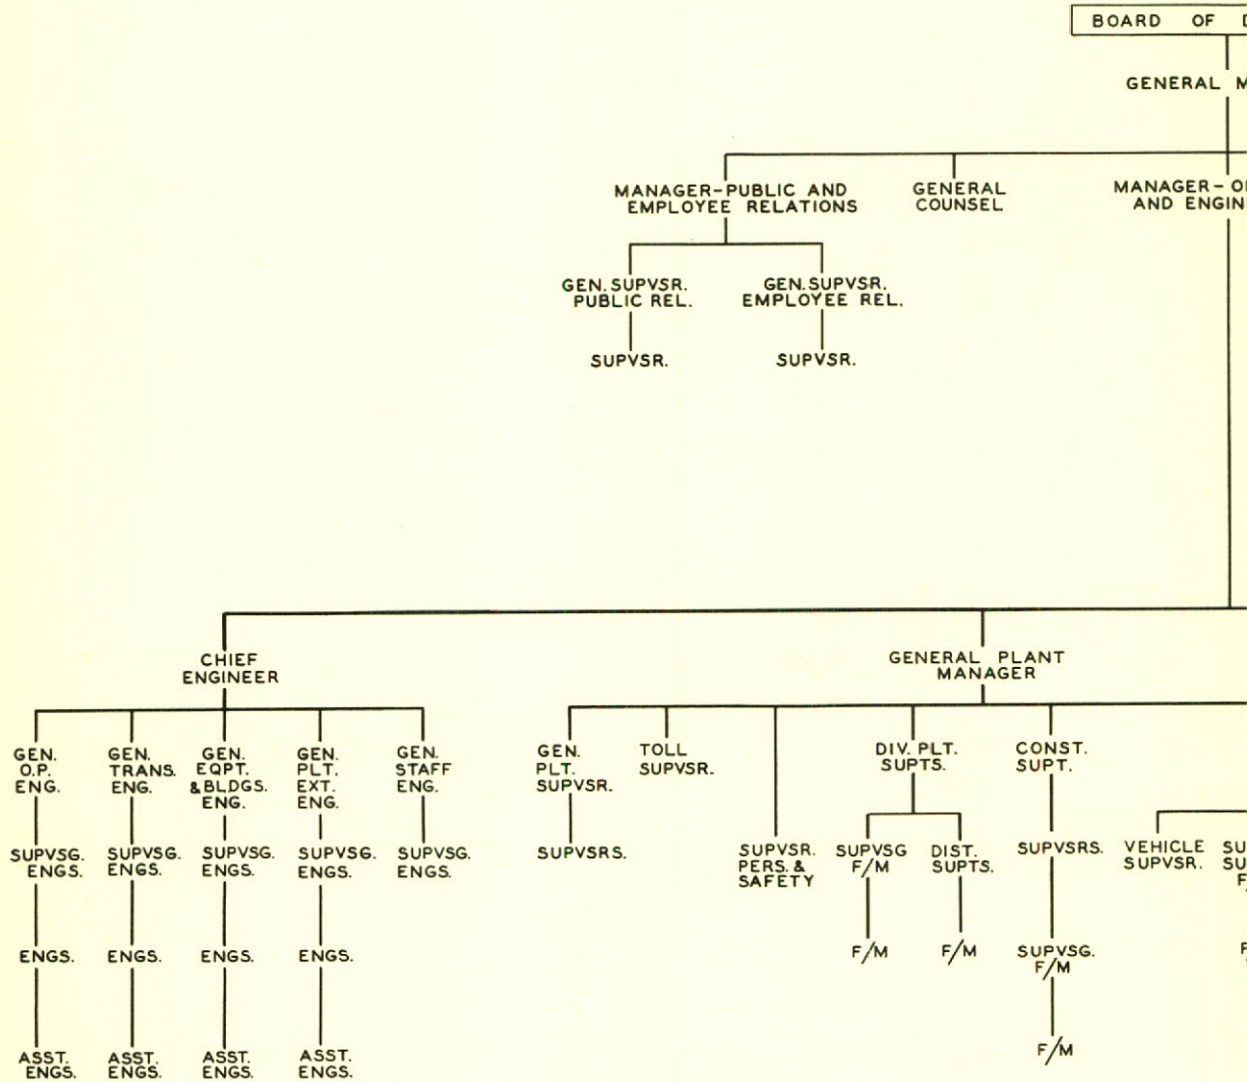 BOARD OF
GENERAL
MANAGER-PUBLIC AND
EMPLOYEE RELATIONS
GENERAL
COUNSEL
MANAGER-
AND
GEN. SUPVSR.
PUBLIC REL.
GEN. SUPVSR.
EMPLOYEE REL.
SUPVSR.
SUPVSR.
CHIEF
ENGINEER
GENERAL PLANT
MANAGER
GEN.
O.P.
ENG.
GEN.
TRANS.
ENG.
GEN.
EQPT.
& BLDGS.
ENG.
GEN.
PLT.
EXT.
ENG.
GEN.
STAFF
ENG.
GEN.
PLT.
SUPVSR.
TOLL
SUPVSR.
DIV. PLT.
SUPTS.
CONST.
SUPT.
SUPVSG.
ENGS.
SUPVSG.
ENGS.
SUPVSG.
ENGS.
SUPVSG.
ENGS.
SUPVSG.
ENGS.
SUPVSRS.
SUPVSR.
PERS. &
SAFETY
SUPVSG
F/M
DIST.
SUPTS.
SUPVSRS.
VEHICLE
SUPVSR.
ENGS.
ENGS.
ENGS.
ENGS.
F/M
F/M
SUPVSG.
F/M
ASST.
ENGS.
ASST.
ENGS.
ASST.
ENGS.
ASST.
ENGS.
F/M